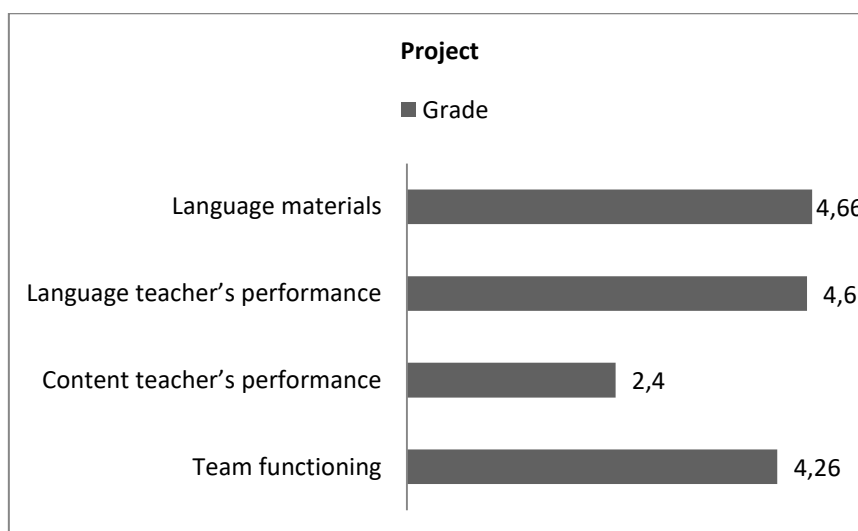 Project
Grade
Language materials 4,66
Language teacher’s performance 4,6
Content teacher’s performance 2,4
Team functioning 4,26